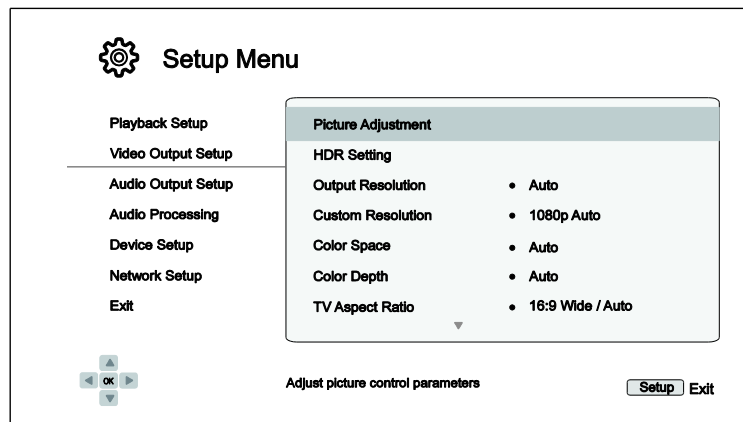 Setup Menu
Playback Setup
Video Output Setup
Audio Output Setup
Audio Processing
Device Setup
Network Setup
Exit
Picture Adjustment
HDR Setting
Output Resolution • Auto
Custom Resolution • 1080p Auto
Color Space • Auto
Color Depth • Auto
TV Aspect Ratio • 16:9 Wide / Auto
OK
Adjust picture control parameters
Setup Exit